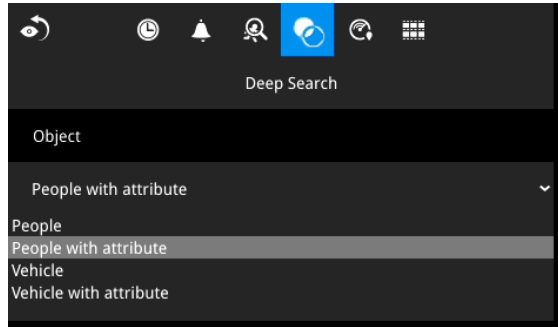 Deep Search
Object
People with attribute
People
People with attribute
Vehicle
Vehicle with attribute